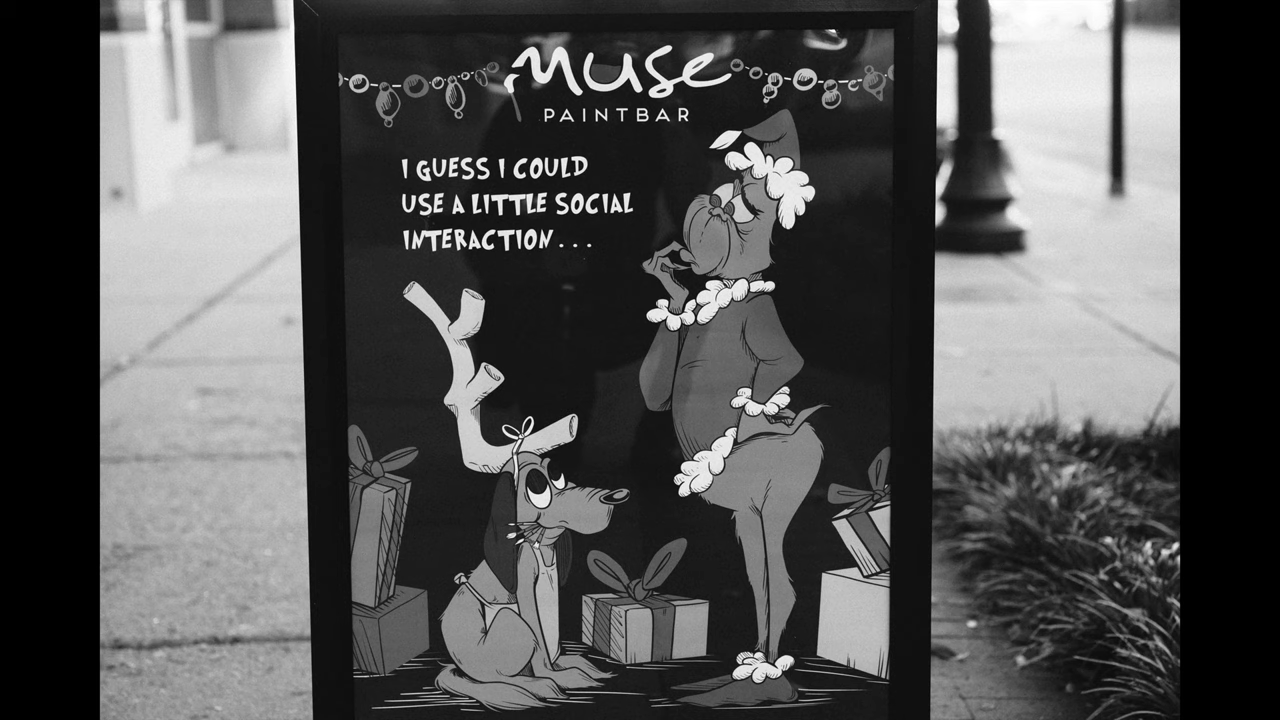 Muse
PAINTBAR
I GUESS I COULD
USE A LITTLE SOCIAL
INTERACTION...